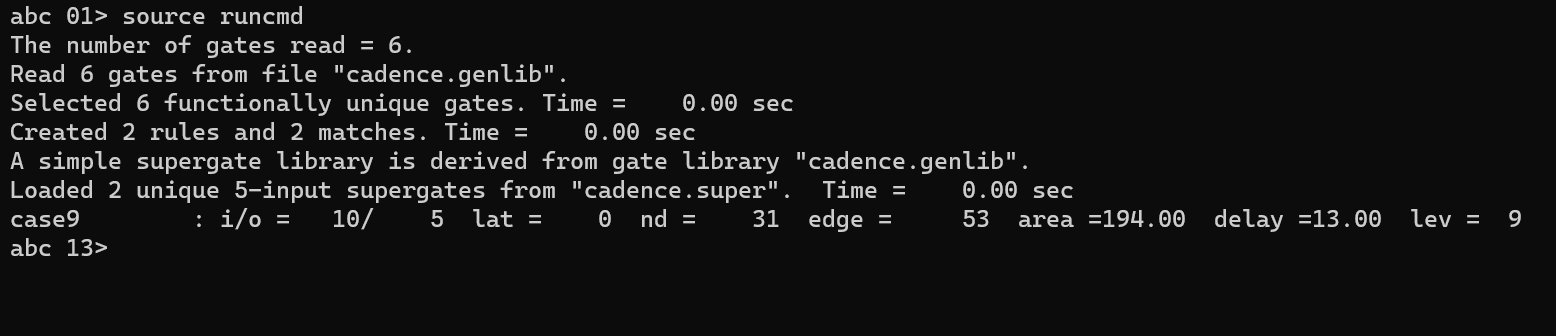 abc 01> source runcmd
The number of gates read = 6.
Read 6 gates from file "cadence.genlib".
Selected 6 functionally unique gates. Time =    0.00 sec
Created 2 rules and 2 matches. Time =    0.00 sec
A simple supergate library is derived from gate library "cadence.genlib".
Loaded 2 unique 5-input supergates from "cadence.super".  Time =    0.00 sec
case9        : i/o =   10/    5  lat =    0  nd =    31  edge =     53  area =194.00  delay =13.00  lev =  9
abc 13>